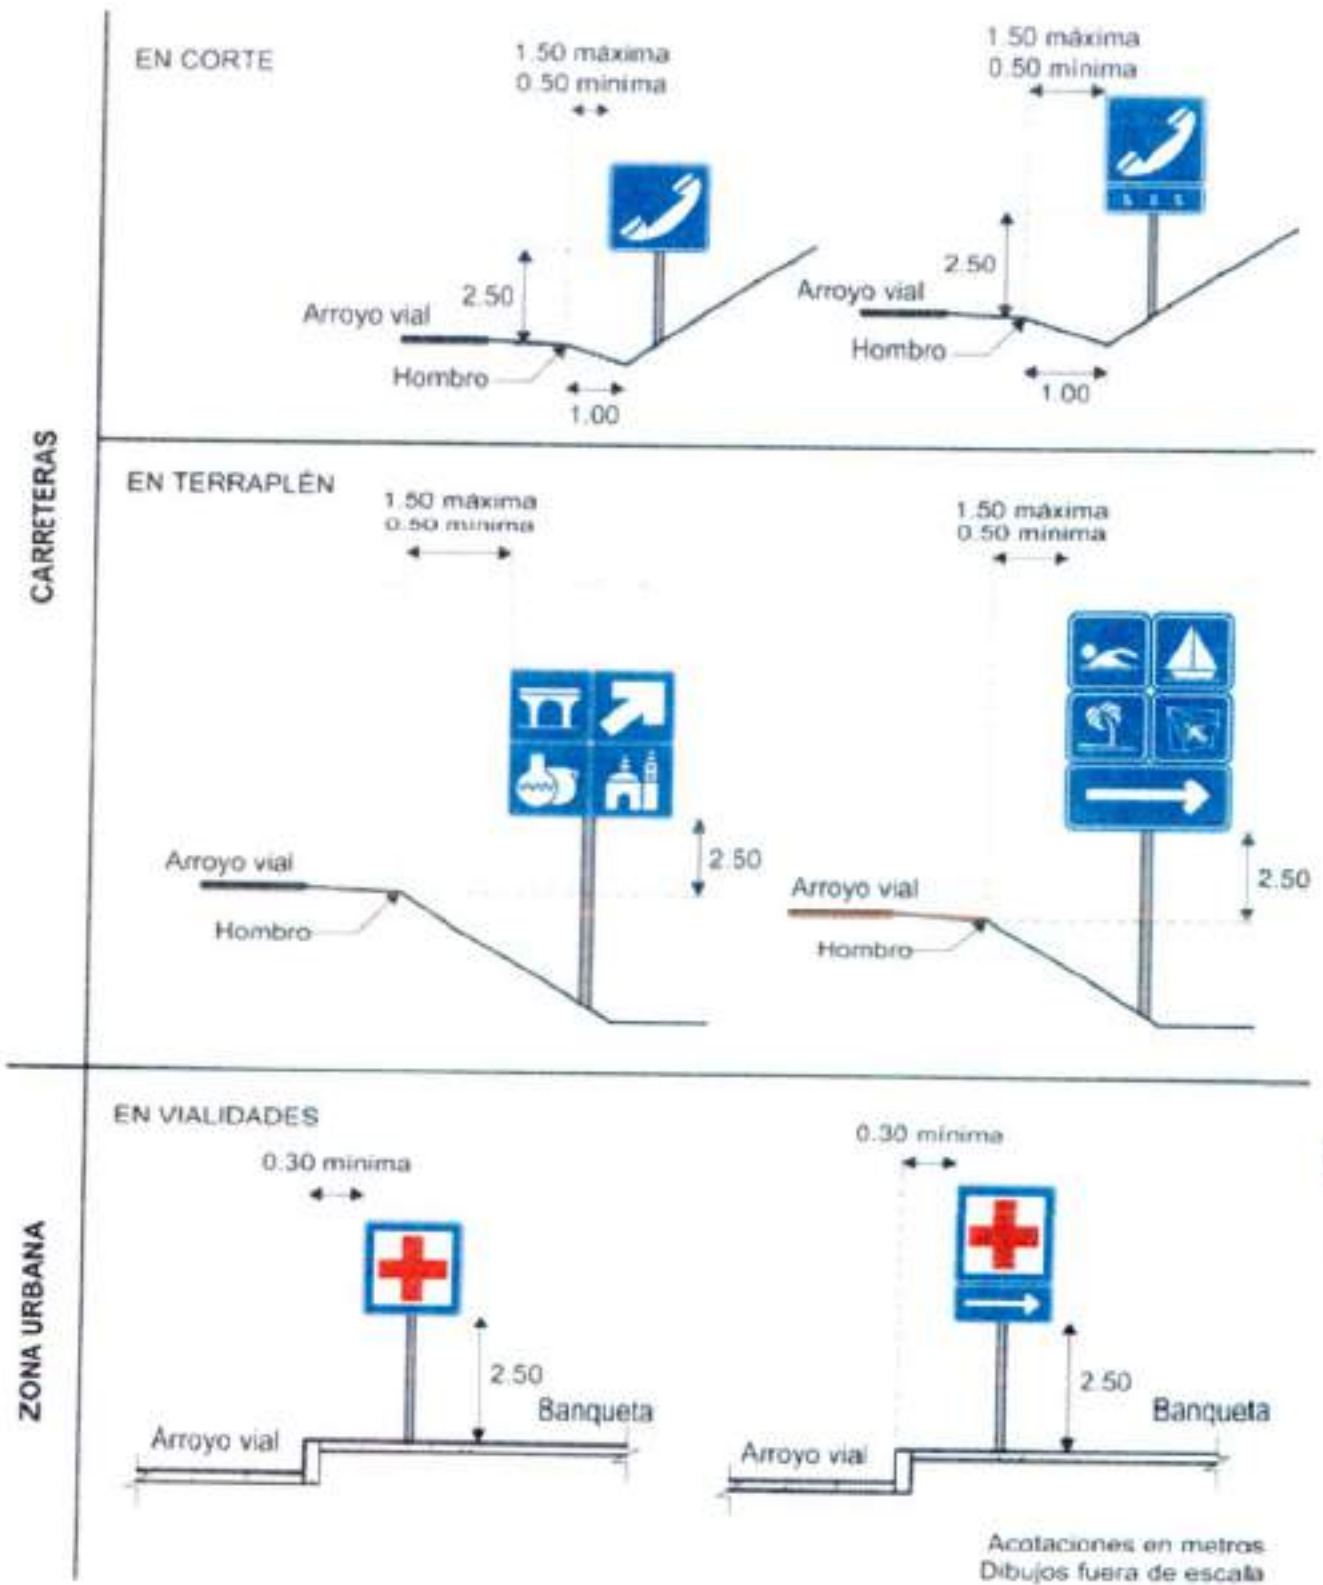 CARRETERAS
EN CORTE
1.50 máxima
0.50 mínima
2.50
Arroyo vial
Hombro
1.00
1.50 máxima
0.50 mínima
2.50
Arroyo vial
Hombro
1.00
EN TERRAPLÉN
1.50 máxima
0.50 mínima
Arroyo vial
Hombro
2.50
1.50 máxima
0.50 mínima
Arroyo vial
Hombro
2.50
ZONA URBANA
EN VIALIDADES
0.30 mínima
2.50
Banqueta
Arroyo vial
0.30 mínima
2.50
Banqueta
Arroyo vial
Acotaciones en metros
Dibujos fuera de escala